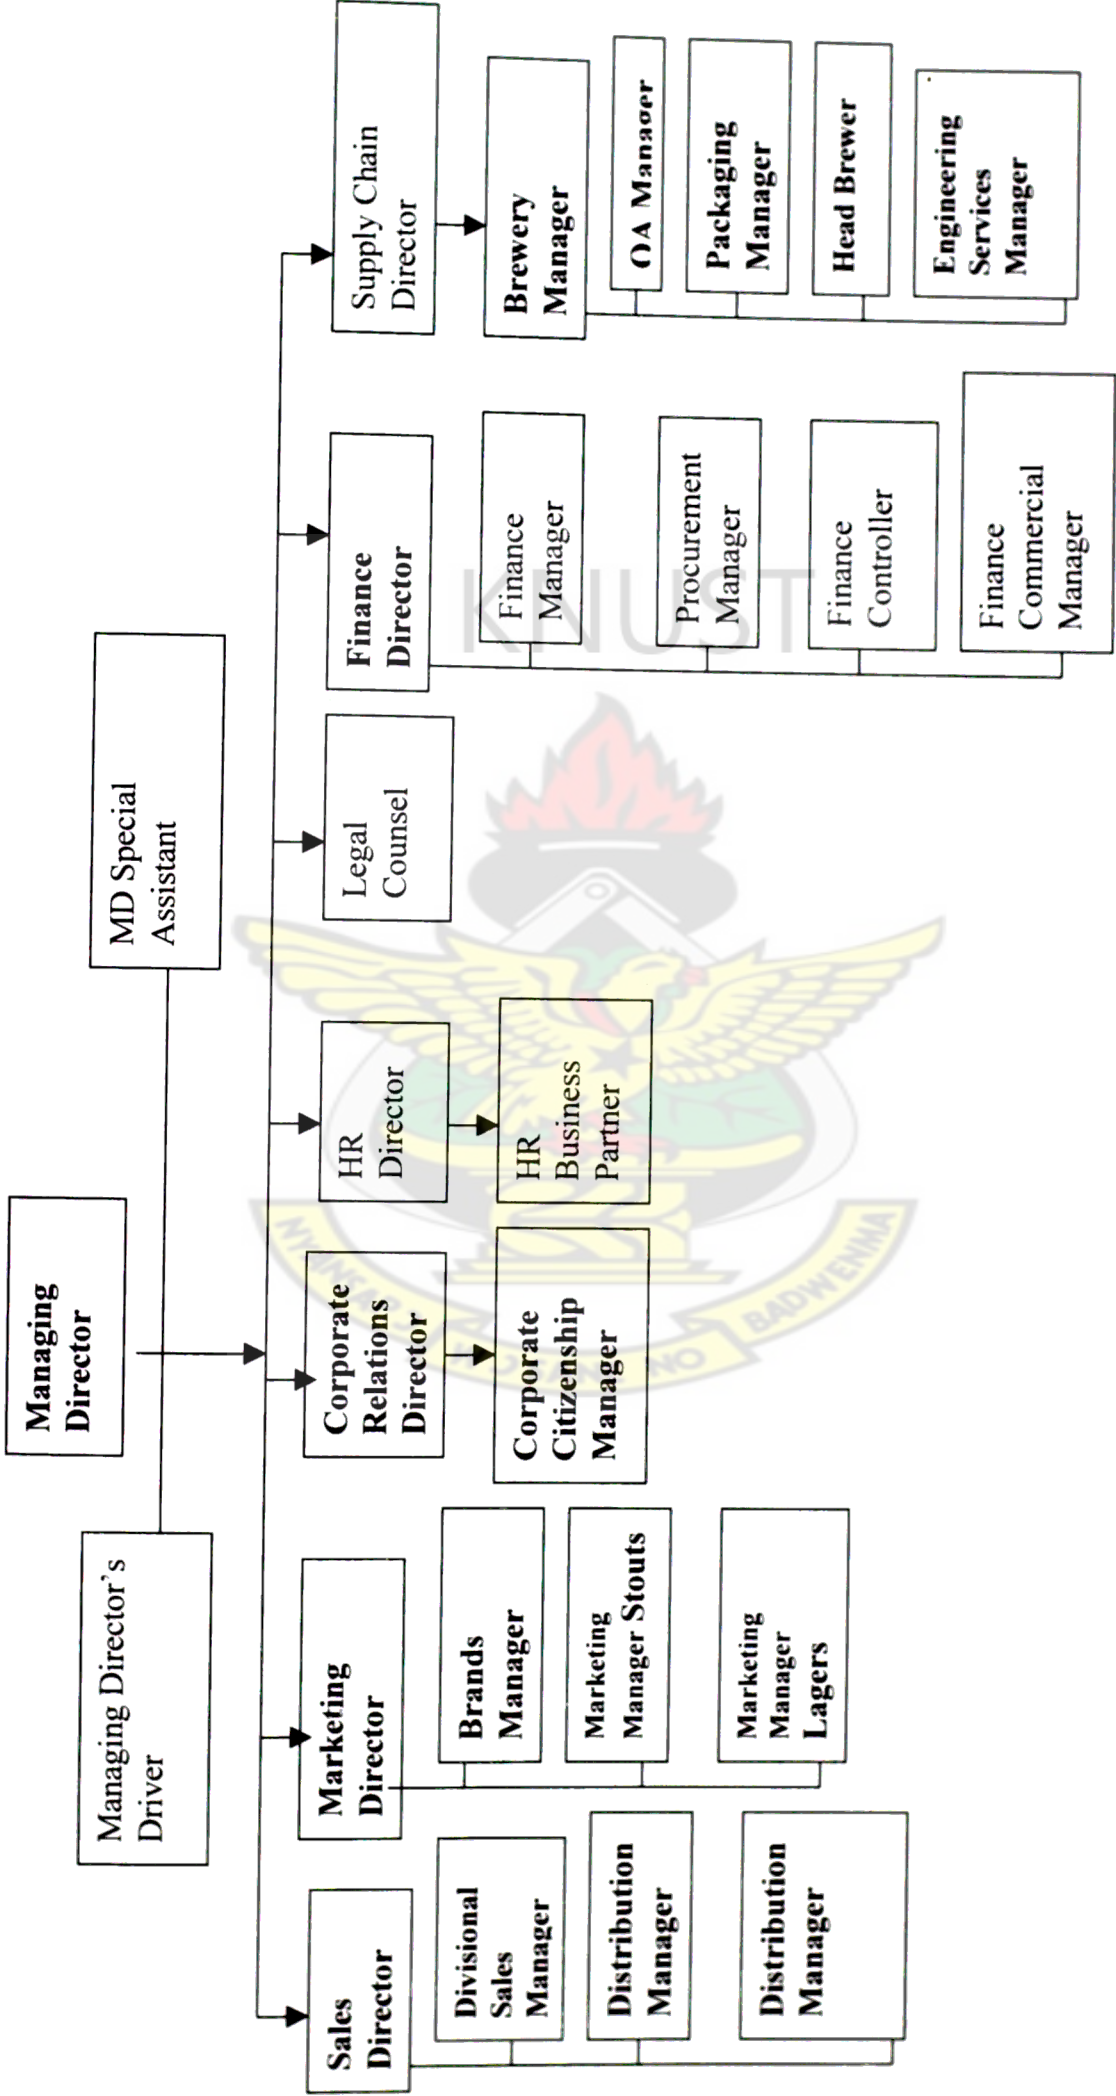 Managing
Director
Managing Director's
Driver
MD Special
Assistant
Sales
Director
Divisional
Sales
Manager
Distribution
Manager
Distribution
Manager
Marketing
Director
Brands
Manager
Marketing
Manager Stouts
Marketing
Manager
Lagers
Corporate
Relations
Director
Corporate
Citizenship
Manager
HR
Director
HR
Business
Partner
Legal
Counsel
Finance
Director
Finance
Manager
Procurement
Manager
Finance
Controller
Finance
Commercial
Manager
Supply Chain
Director
Brewery
Manager
QA Manager
Packaging
Manager
Head Brewer
Engineering
Services
Manager
KNUST
BADWENMA